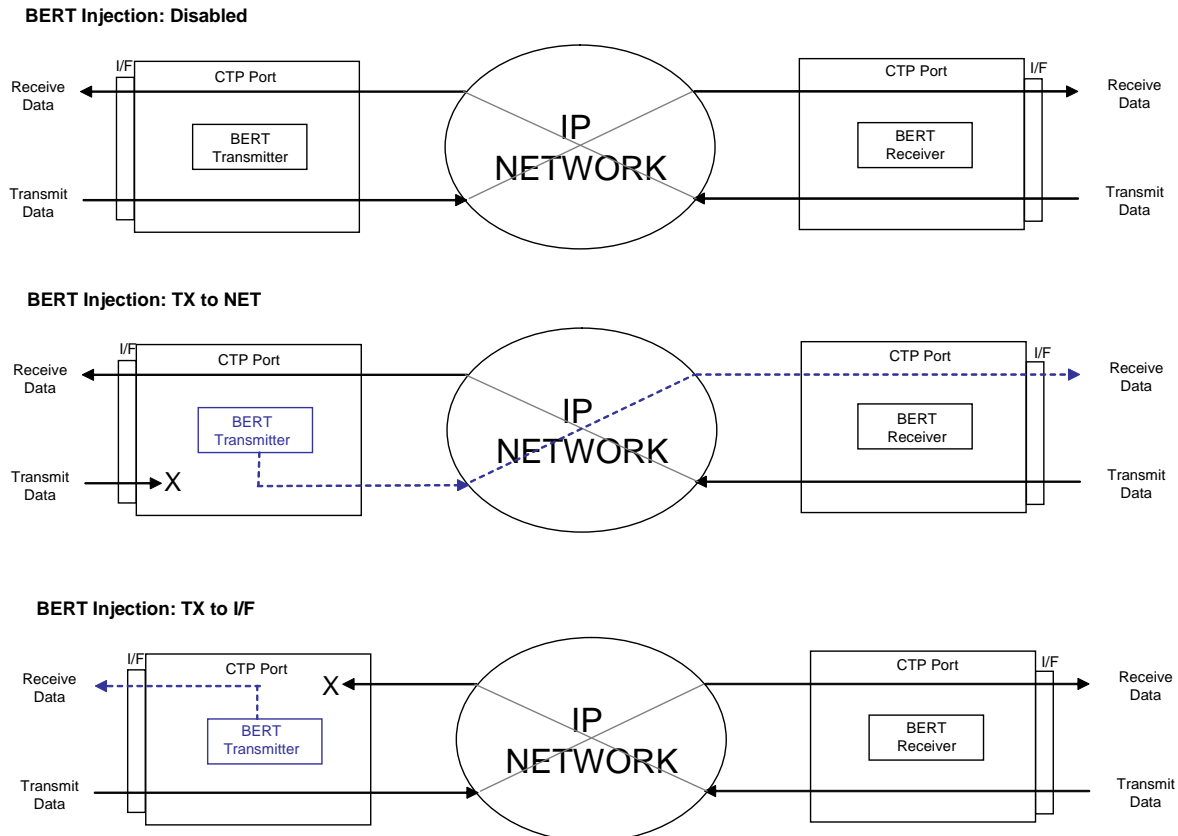 BERT Injection: Disabled
I/F
CTP Port
CTP Port
I/F
Receive
Data
Receive
Data
IP
NETWORK
BERT
Transmitter
BERT
Receiver
Transmit
Data
Transmit
Data
BERT Injection: TX to NET
I/F
CTP Port
CTP Port
I/F
Receive
Data
Receive
Data
IP
NETWORK
BERT
Transmitter
BERT
Receiver
Transmit
Data
X
Transmit
Data
BERT Injection: TX to I/F
I/F
CTP Port
CTP Port
I/F
Receive
Data
X
Receive
Data
IP
NETWORK
BERT
Transmitter
BERT
Receiver
Transmit
Data
Transmit
Data